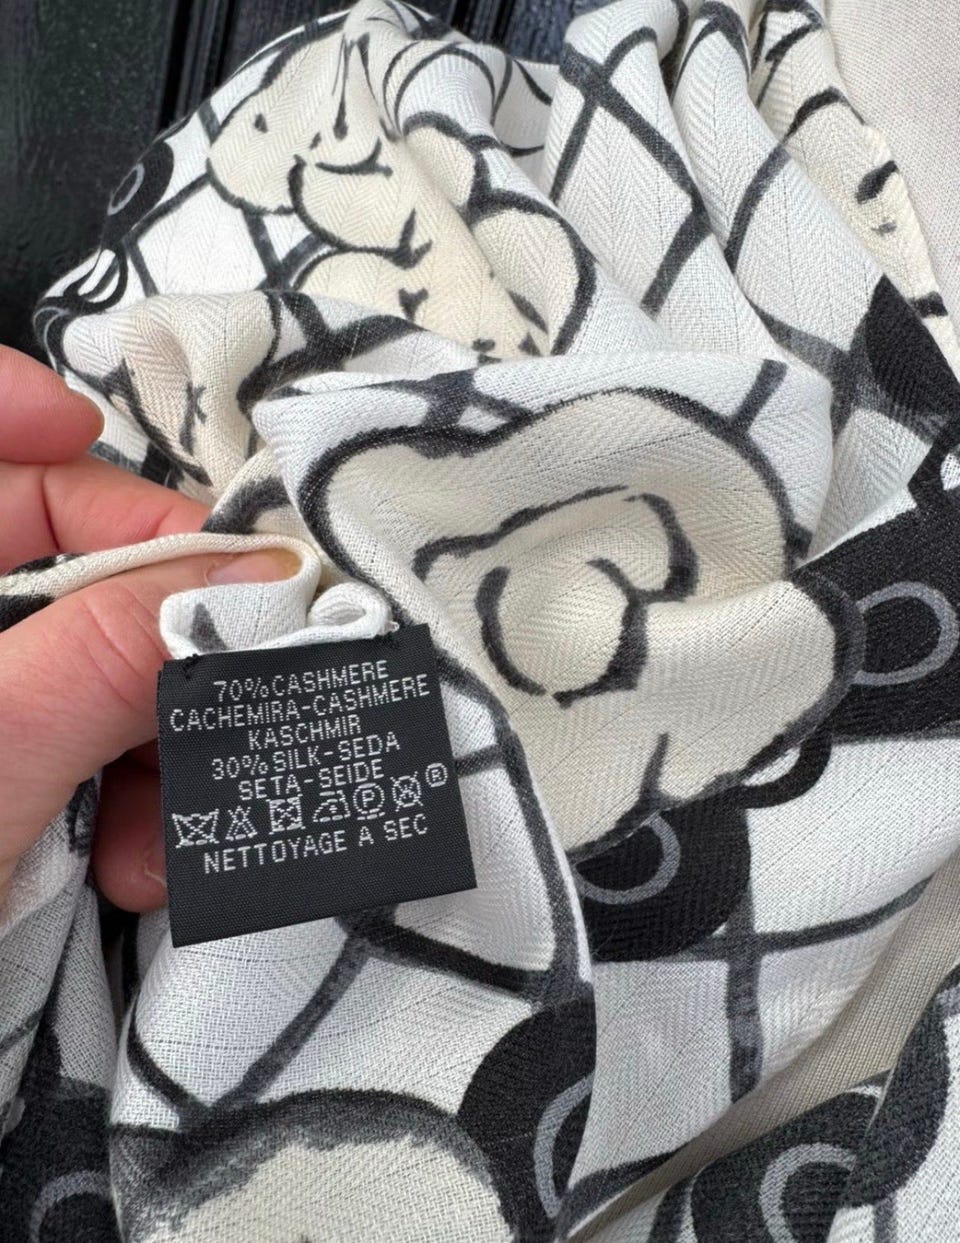 70%CASHMERE
CACHEMIRA-CASHMERE
KASCHMIR
30%SILK-SEDA
SETA-SEIDE
P ®
NETTOYAGE A SEC